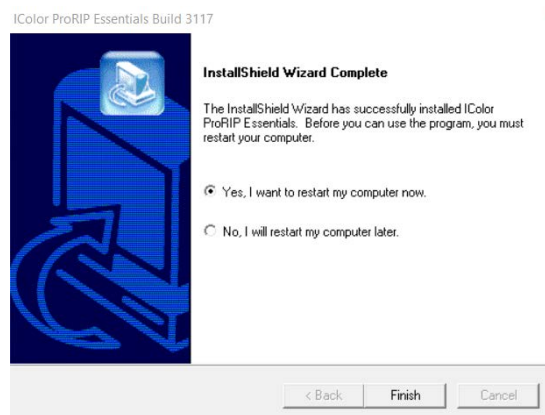 IColor ProRIP Essentials Build 3117
InstallShield Wizard Complete
The InstallShield Wizard has successfully installed IColor
ProRIP Essentials. Before you can use the program, you must
restart your computer.
Yes, I want to restart my computer now.
No, I will restart my computer later.
< Back Finish Cancel